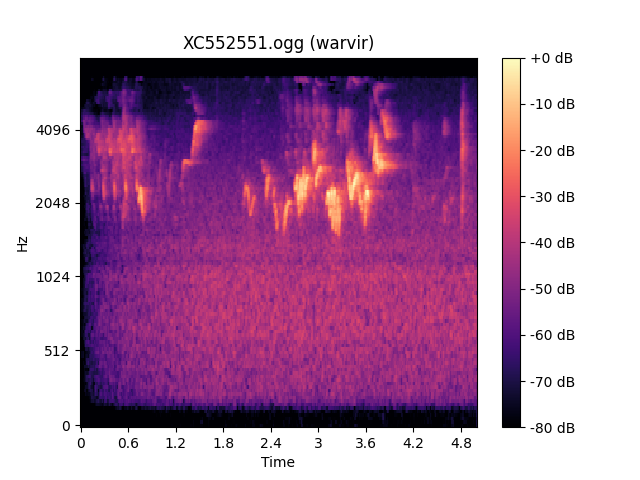 XC552551.ogg (warvir)
Hz
4096
2048
1024
512
0
0 0.6 1.2 1.8 2.4 3 3.6 4.2 4.8
Time
+0 dB
-10 dB
-20 dB
-30 dB
-40 dB
-50 dB
-60 dB
-70 dB
-80 dB